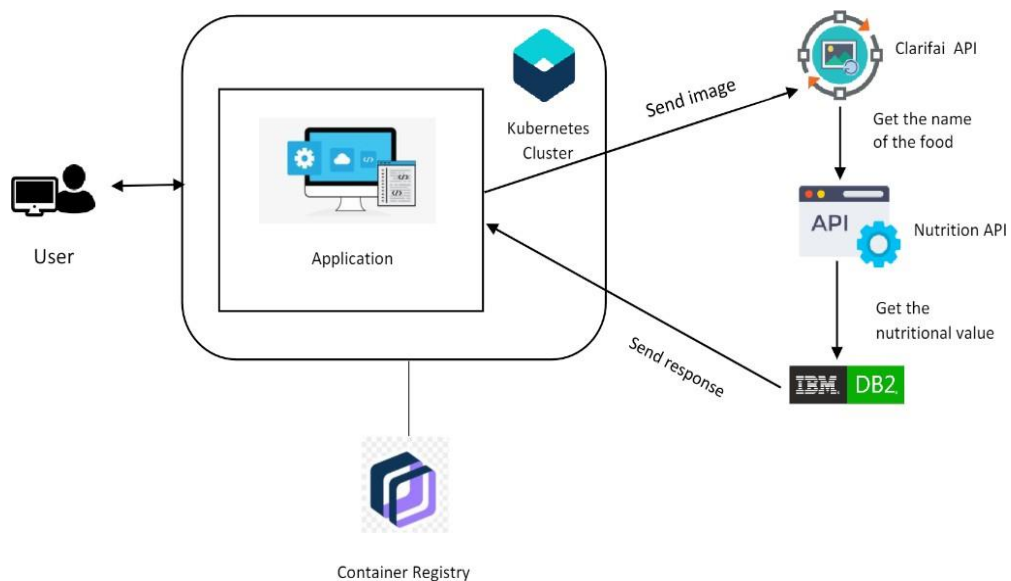 User
Application
Kubernetes
Cluster
Send image
Clarifai API
Get the name
of the food
API
Nutrition API
Get the
nutritional value
IBM DB2
Send response
Container Registry